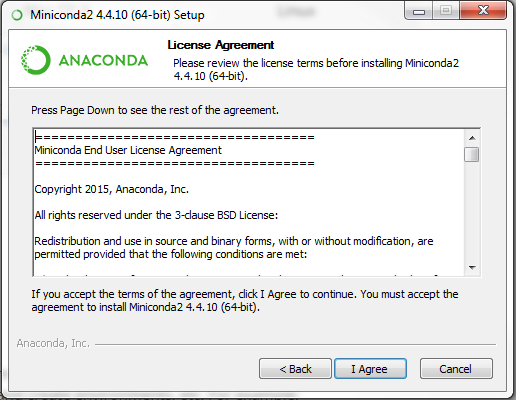 Linux
Miniconda2 4.4.10 (64-bit) Setup
ANACONDA
License Agreement
Please review the license terms before installing Miniconda2
4.4.10 (64-bit).
Press Page Down to see the rest of the agreement.
===================================
Miniconda End User License Agreement
===================================
Copyright 2015, Anaconda, Inc.
All rights reserved under the 3-clause BSD License:
Redistribution and use in source and binary forms, with or without modification, are
permitted provided that the following conditions are met:
If you accept the terms of the agreement, click I Agree to continue. You must accept the
agreement to install Miniconda2 4.4.10 (64-bit).
Anaconda, Inc.
< Back
I Agree
Cancel